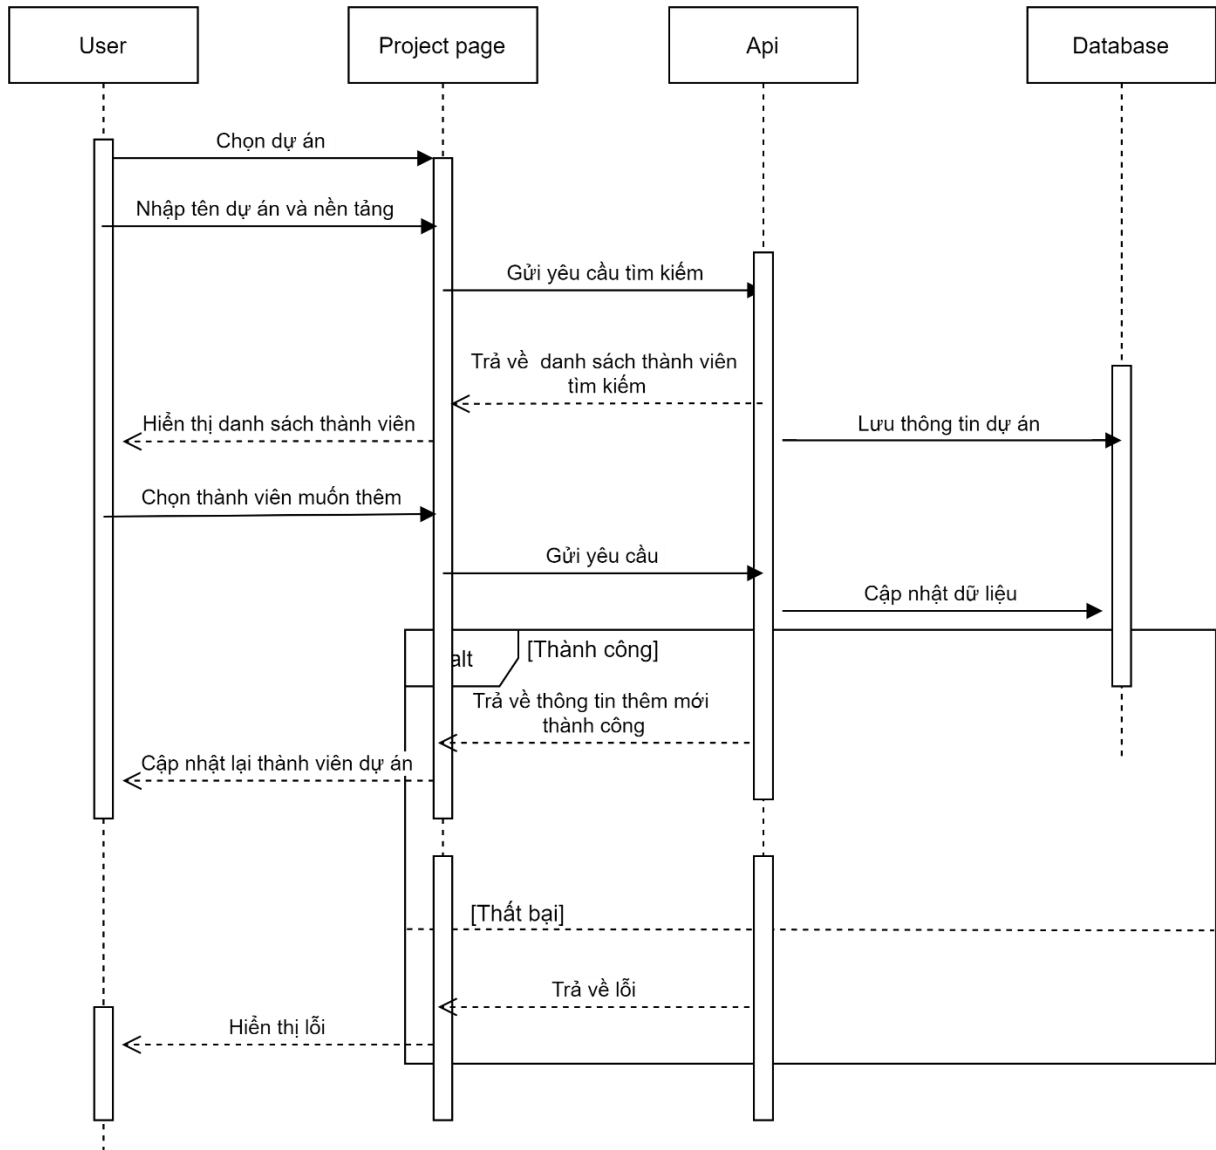 User
Project page
Api
Database
Chọn dự án
Nhập tên dự án và nền tảng
Gửi yêu cầu tìm kiếm
Trả về danh sách thành viên
tìm kiếm
Hiển thị danh sách thành viên
Lưu thông tin dự án
Chọn thành viên muốn thêm
Gửi yêu cầu
Cập nhật dữ liệu
alt
[Thành công]
Trả về thông tin thêm mới
thành công
Cập nhật lại thành viên dự án
[Thất bại]
Trả về lỗi
Hiển thị lỗi